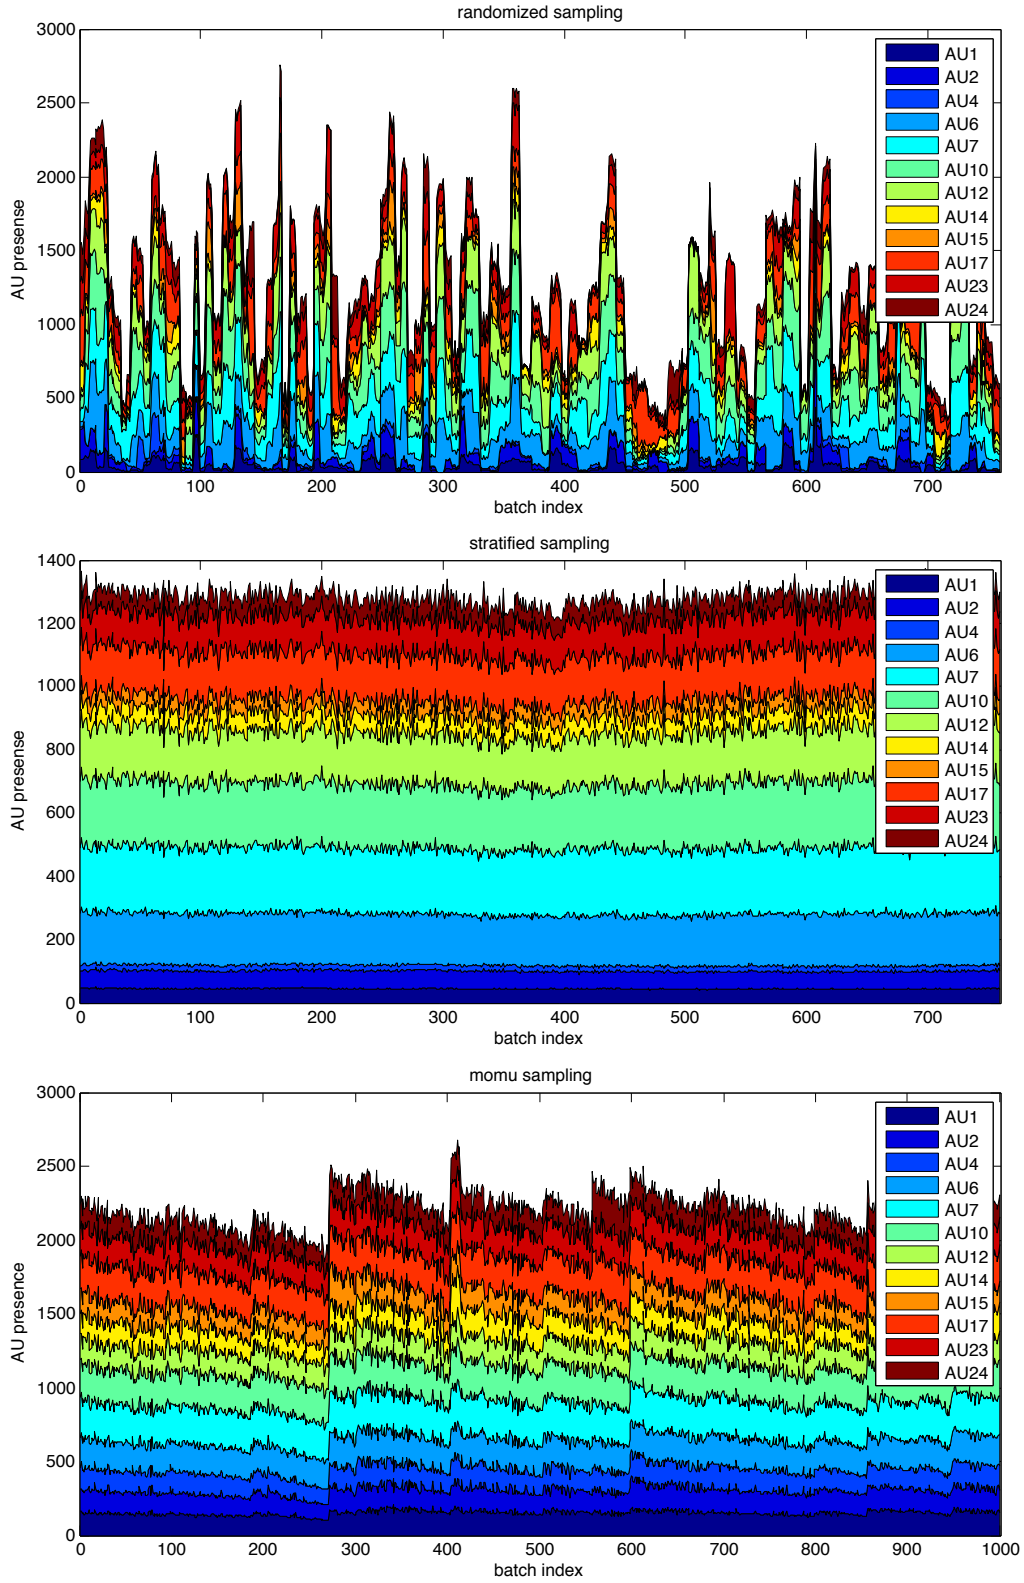 randomized sampling
3000
2500
2000
1500
1000
500
0
AU presense
0 100 200 300 400 500 600 700
batch index
AU1
AU2
AU4
AU6
AU7
AU10
AU12
AU14
AU15
AU17
AU23
AU24
stratified sampling
1400
1200
1000
800
600
400
200
0
AU presense
0 100 200 300 400 500 600 700
batch index
AU1
AU2
AU4
AU6
AU7
AU10
AU12
AU14
AU15
AU17
AU23
AU24
momu sampling
3000
2500
2000
1500
1000
500
0
AU presence
0 100 200 300 400 500 600 700 800 900 1000
batch index
AU1
AU2
AU4
AU6
AU7
AU10
AU12
AU14
AU15
AU17
AU23
AU24